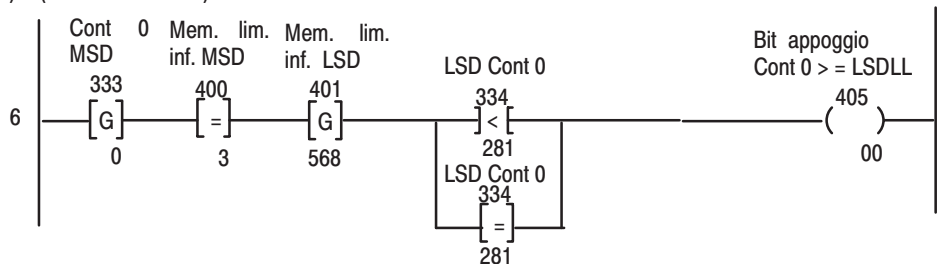 Cont 0 MSD
Mem. lim. inf. MSD
Mem. lim. inf. LSD
LSD Cont 0
Bit appoggio
Cont 0 > = LSDLL
333
400
401
334
405
6
G
=
G
<
0
3
568
281
00
LSD Cont 0
334
=
281